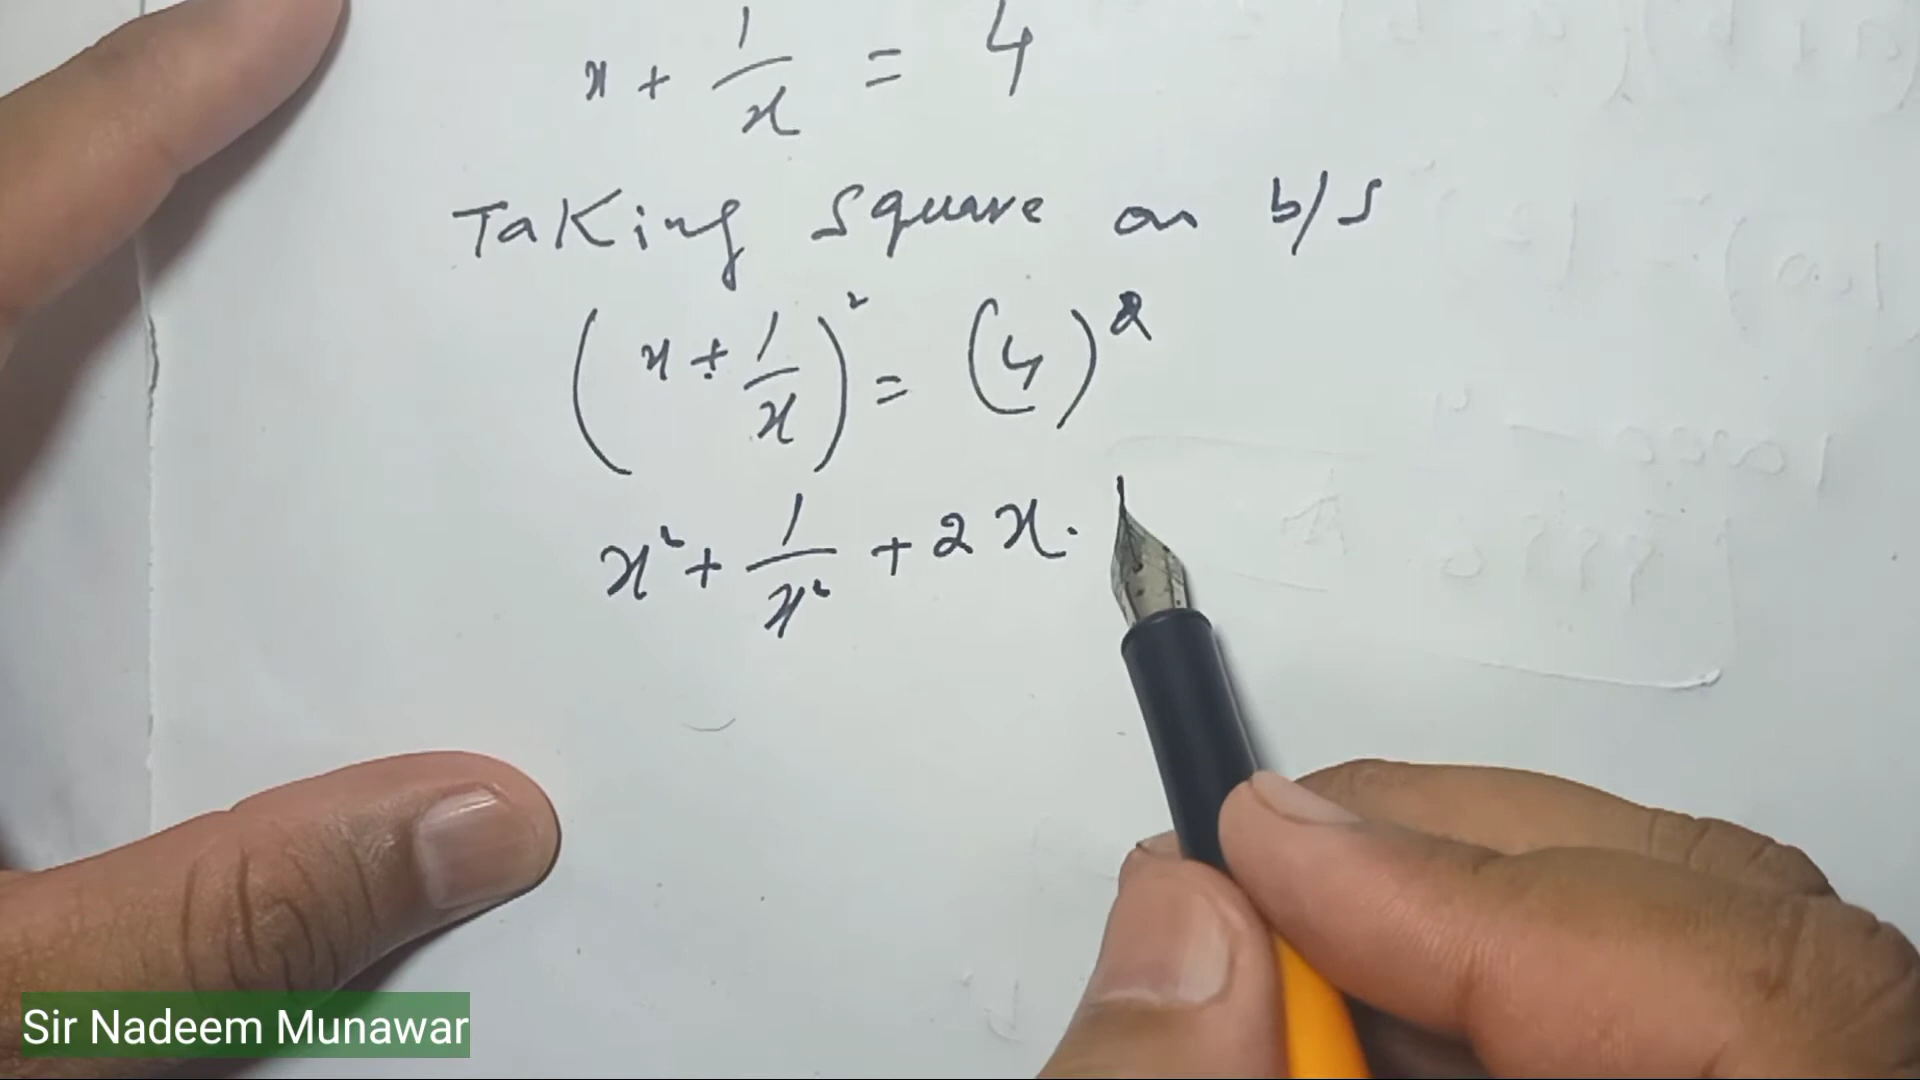 x + 1/x = 4
Taking Square on b/s
(x + 1/x)² = (4)²
x² + 1/x² + 2x.
Sir Nadeem Munawar